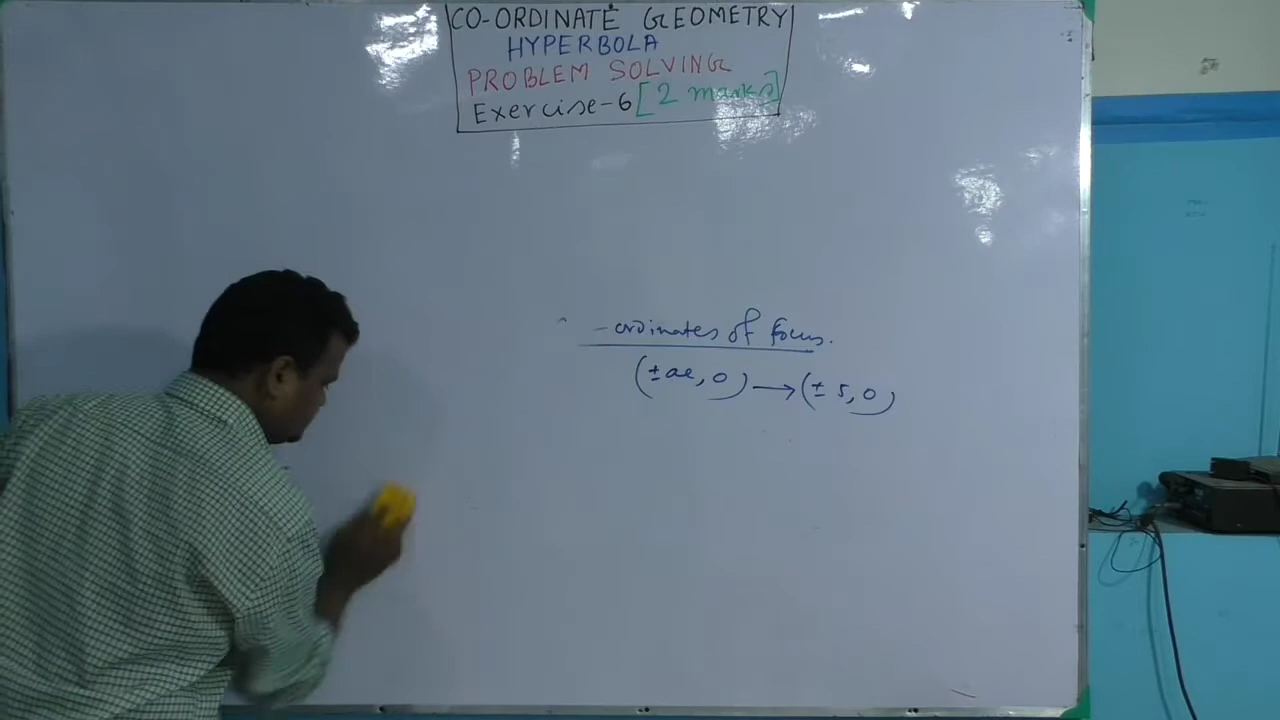 CO-ORDINATE GEOMETRY
HYPERBOLA
PROBLEM SOLVING
Exercise-6 [2 marks]
-ordinates of focus.
(±ae, 0) → (± 5, 0)